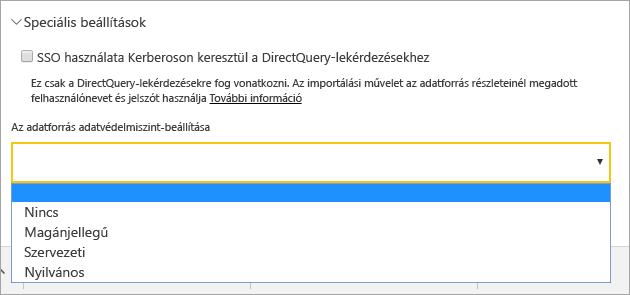 Speciális beállítások
SSO használata Kerberoson keresztül a DirectQuery-lekérdezésekhez
Ez csak a DirectQuery-lekérdezésekre fog vonatkozni. Az importálási művelet az adatforrás részleteinél megadott
felhasználónevet és jelszót használja További információ
Az adatforrás adatvédelmiszint-beállítása
Nincs
Magánjellegű
Szervezeti
Nyilvános